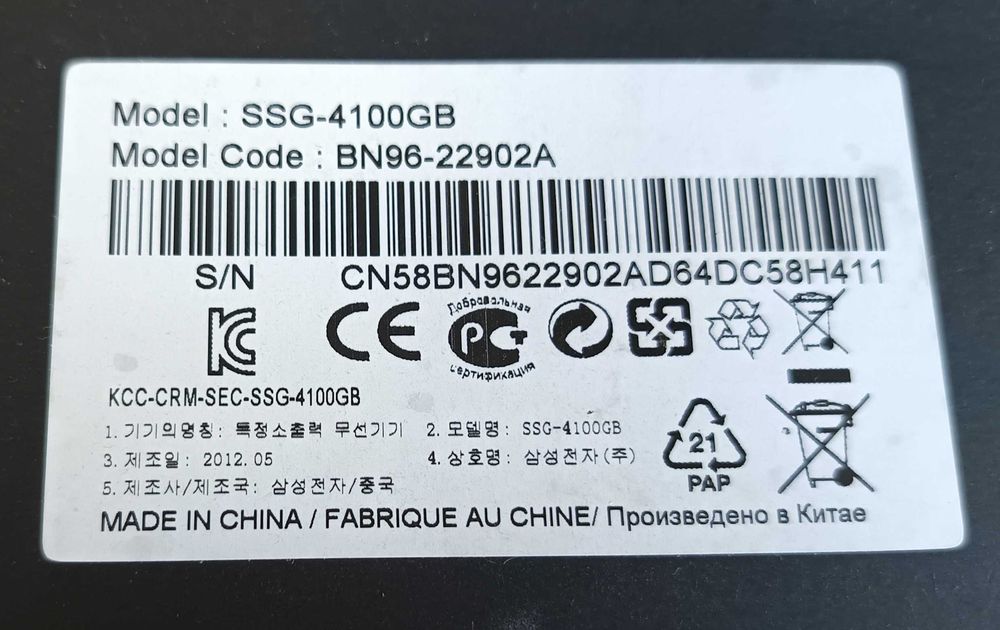 Model : SSG-4100GB
Model Code : BN96-22902A
S/N CN58BN9622902AD64DC58H411
Добровольная
РСТ
сертификация
KCC-CRM-SEC-SSG-4100GB
1. 기기의명칭: 특정소출력 무선기기 2. 모델명: SSG-4100GB
3. 제조일: 2012.05 4. 상호명: 삼성전자(주)
5. 제조사/제조국: 삼성전자/중국
21
PAP
MADE IN CHINA / FABRIQUE AU CHINE/ Произведено в Китае